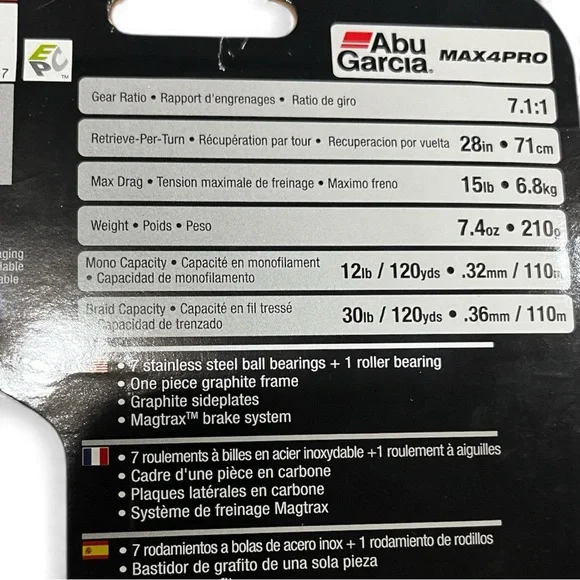 Abu
Garcia® MAX4PRO
EPC™
7
Gear Ratio • Rapport d'engrenages • Ratio de giro 7.1:1
Retrieve-Per-Turn • Récupération par tour • Recuperacion por vuelta 28in • 71cm
Max Drag • Tension maximale de freinage • Maximo freno 15lb • 6.8kg
Weight • Poids • Peso 7.4oz • 210g
Mono Capacity • Capacité en monofilament
• Capacidad de monofilamento 12lb / 120yds • .32mm / 110m
Braid Capacity • Capacité en fil tressé
Capacidad de trenzado 30lb / 120yds • .36mm / 110m
• 7 stainless steel ball bearings + 1 roller bearing
• One piece graphite frame
• Graphite sideplates
• Magtrax™ brake system
• 7 roulements à billes en acier inoxydable +1 roulement à aiguilles
• Cadre d'une pièce en carbone
• Plaques latérales en carbone
• Système de freinage Magtrax
• 7 rodamientos a bolas de acero inox + 1 rodamiento de rodillos
• Bastidor de grafito de una sola pieza